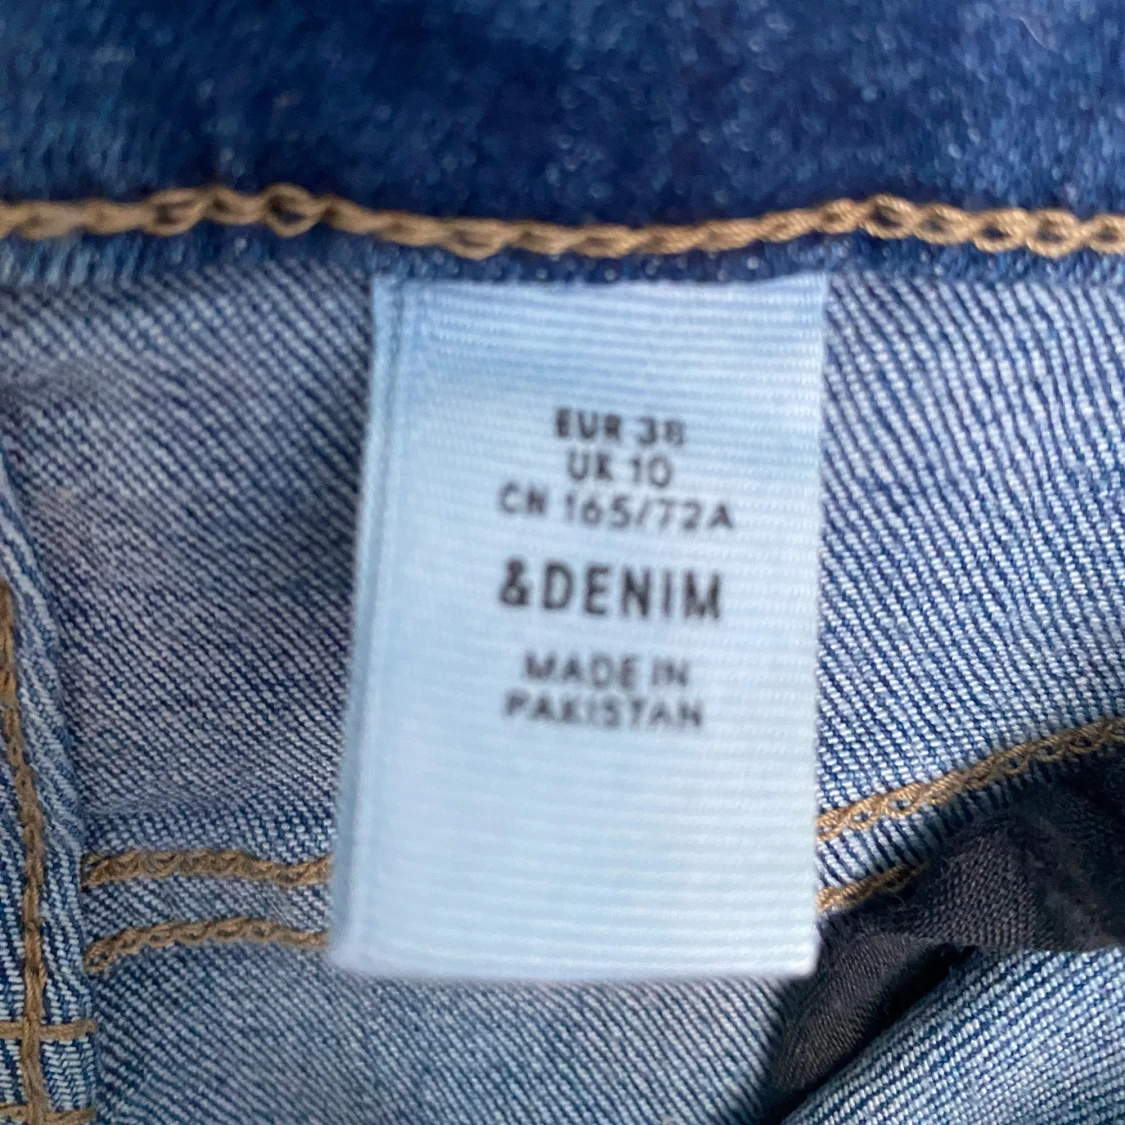 EUR 38
UK 10
CN 165/72A
&DENIM
MADE IN
PAKISTAN